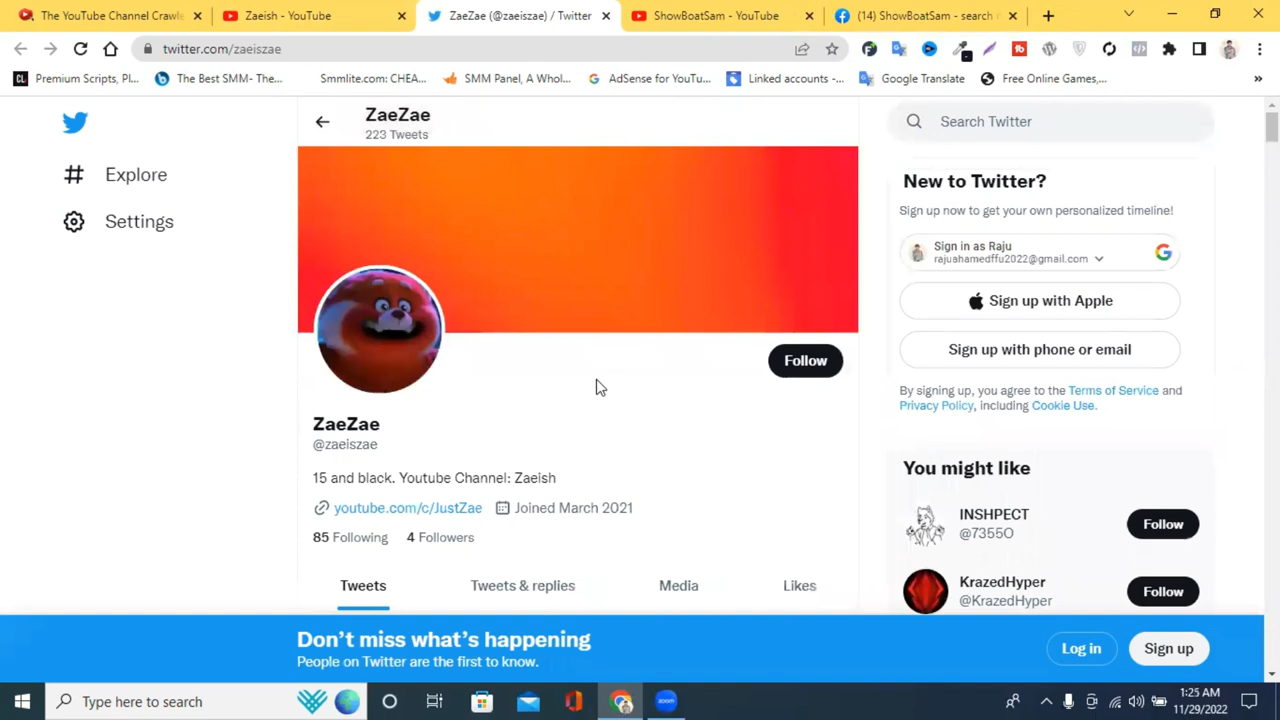 The YouTube Channel Crawle
Zaeish - YouTube
ZaeZae (@zaeiszae) / Twitter
ShowBoatSam - YouTube
(14) ShowBoatSam - search r
twitter.com/zaeiszae
Premium Scripts, Pl...
The Best SMM- The...
Smmlite.com: CHEA...
SMM Panel, A Whol...
AdSense for YouTu...
Linked accounts -...
Google Translate
Free Online Games,...
ZaeZae
223 Tweets
Search Twitter
Explore
Settings
New to Twitter?
Sign up now to get your own personalized timeline!
Sign in as Raju
rajuahamedffu2022@gmail.com
Sign up with Apple
Sign up with phone or email
By signing up, you agree to the Terms of Service and
Privacy Policy, including Cookie Use.
Follow
ZaeZae
@zaeiszae
15 and black. Youtube Channel: Zaeish
youtube.com/c/JustZae Joined March 2021
85 Following 4 Followers
Tweets
Tweets & replies
Media
Likes
You might like
INSHPECT
@7355O
Follow
KrazedHyper
@KrazedHyper
Follow
Don't miss what's happening
People on Twitter are the first to know.
Log in
Sign up
Type here to search
zoom
1:25 AM
11/29/2022